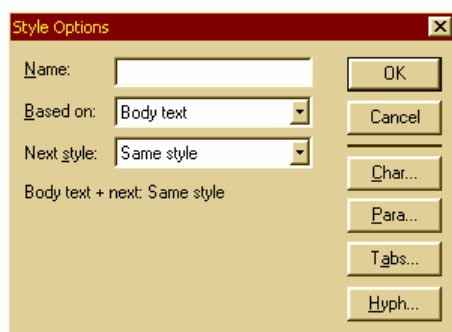 Style Options
Name:
OK
Based on: Body text
Cancel
Next style: Same style
Char...
Body text + next: Same style
Para...
Tabs...
Hyph...